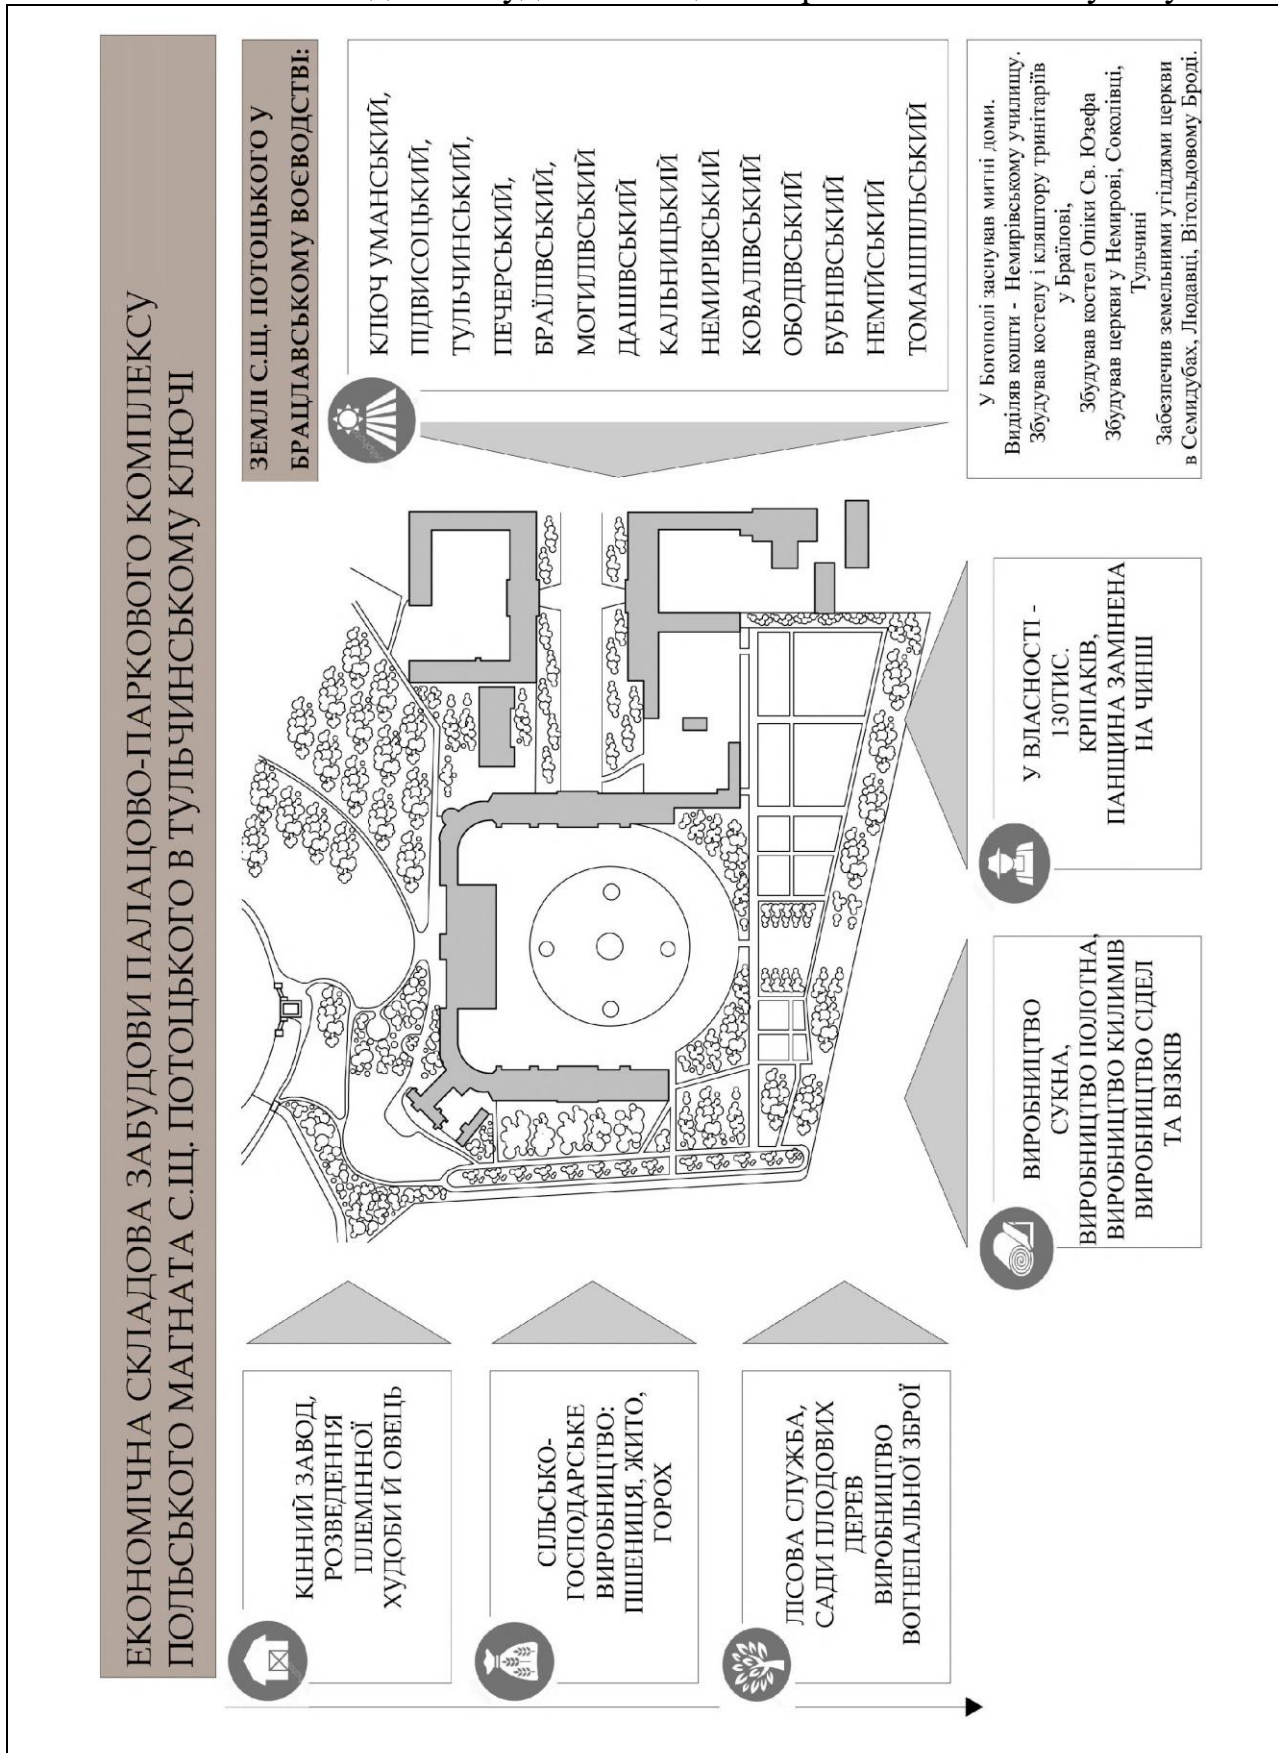 ЕКОНОМІЧНА СКЛАДОВА ЗАБУДОВИ ПАЛАЦОВО-ПАРКОВОГО КОМПЛЕКСУ
ПОЛЬСЬКОГО МАГНАТА С.Щ. ПОТОЦЬКОГО В ТУЛЬЧИНСЬКОМУ КЛЮЧІ
КІННИЙ ЗАВОД,
РОЗВЕДЕННЯ
ПЛЕМІННОЇ
ХУДОБИ Й ОВЕЦЬ
СІЛЬСЬКО-
ГОСПОДАРСЬКЕ
ВИРОБНИЦТВО:
ПШЕНИЦЯ, ЖИТО,
ГОРОХ
ЛІСОВА СЛУЖБА,
САДИ ПЛОДОВИХ
ДЕРЕВ
ВИРОБНИЦТВО
ВОГНЕПАЛЬНОЇ ЗБРОЇ
ВИРОБНИЦТВО
СУКНА,
ВИРОБНИЦТВО ПОЛОТНА,
ВИРОБНИЦТВО КИЛИМІВ
ВИРОБНИЦТВО СІДЕЛ
ТА ВІЗКІВ
У ВЛАСНОСТІ -
130ТИС.
КРІПАКІВ,
ПАНЩИНА ЗАМІНЕНА
НА ЧИНШ
ЗЕМЛІ С.Щ. ПОТОЦЬКОГО У
БРАЦЛАВСЬКОМУ ВОЄВОДСТВІ:
КЛЮЧ УМАНСЬКИЙ,
ПІДВИСОЦЬКИЙ,
ТУЛЬЧИНСЬКИЙ,
ПЕЧЕРСЬКИЙ,
БРАЇЛІВСЬКИЙ,
МОГИЛІВСЬКИЙ
ДАШІВСЬКИЙ
КАЛЬНИЦЬКИЙ
НЕМИРІВСЬКИЙ
КОВАЛІВСЬКИЙ
ОБОДІВСЬКИЙ
БУБНІВСЬКИЙ
НЕМІЙСЬКИЙ
ТОМАШПІЛЬСЬКИЙ
У Богополі заснував митні доми.
Виділяв кошти - Немирівському училищу.
Збудував костелу і кляштору тринітаріїв
у Браїлові,
Збудував костел Опіки Св. Юзефа
Збудував церкви у Немирові, Соколівці,
Тульчині
Забезпечив земельними угіддями церкви
в Семидубах, Людавці, Вітольдовому Броді.